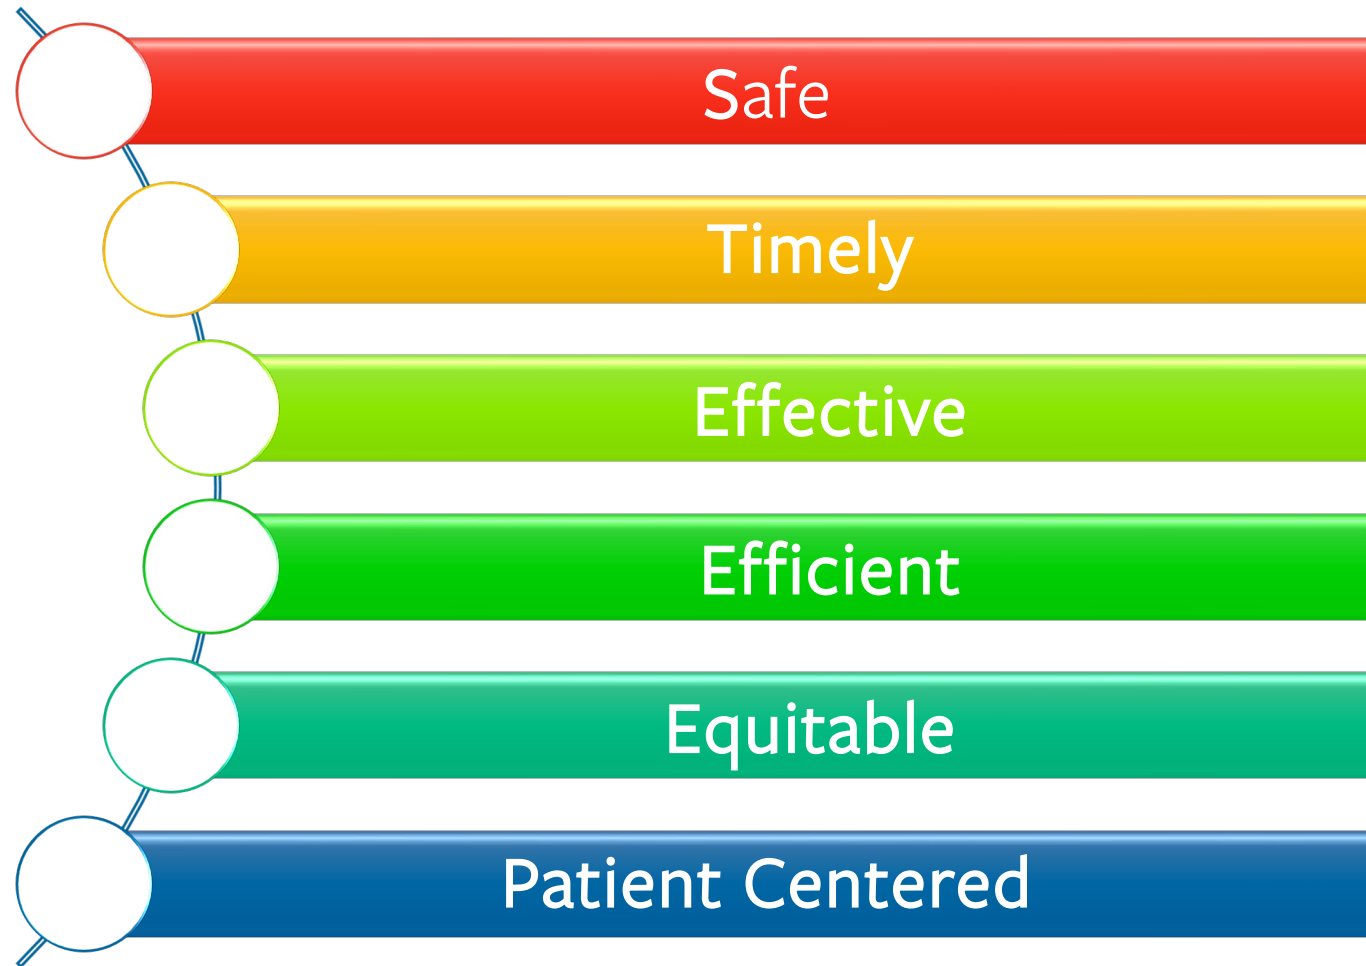 Safe
Timely
Effective
Efficient
Equitable
Patient Centered